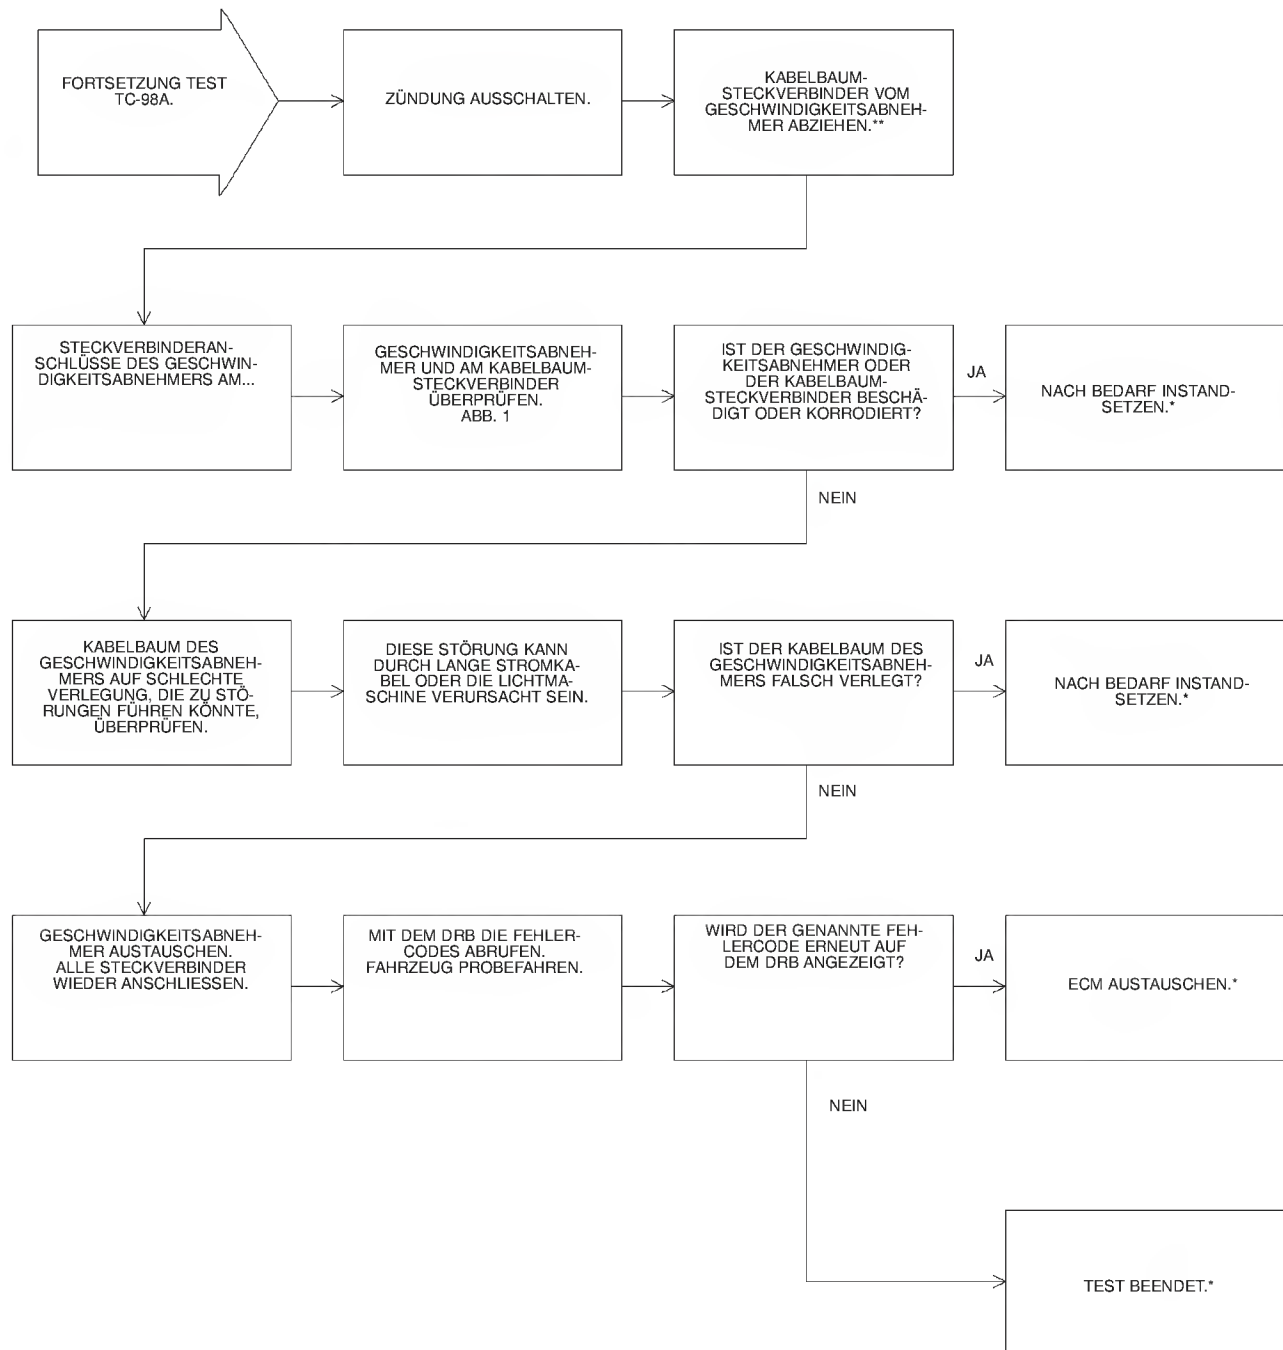 FORTSETZUNG TEST
TC-98A.
ZÜNDUNG AUSSCHALTEN.
KABELBAUM-
STECKVERBINDER VOM
GESCHWINDIGKEITSABNEH-
MER ABZIEHEN.**
STECKVERBINDERAN-
SCHLÜSSE DES GESCHWIN-
DIGKEITSABNEHMERS AM...
GESCHWINDIGKEITSABNEH-
MER UND AM KABELBAUM-
STECKVERBINDER
ÜBERPRÜFEN.
ABB. 1
IST DER GESCHWINDIG-
KEITSABNEHMER ODER
DER KABELBAUM-
STECKVERBINDER BESCHÄ-
DIGT ODER KORRODIERT?
JA
NACH BEDARF INSTAND-
SETZEN.*
NEIN
KABELBAUM DES
GESCHWINDIGKEITSABNEH-
MERS AUF SCHLECHTE
VERLEGUNG, DIE ZU STÖ-
RUNGEN FÜHREN KÖNNTE,
ÜBERPRÜFEN.
DIESE STÖRUNG KANN
DURCH LANGE STROMKA-
BEL ODER DIE LICHTMA-
SCHINE VERURSACHT SEIN.
IST DER KABELBAUM DES
GESCHWINDIGKEITSABNEH-
MERS FALSCH VERLEGT?
JA
NACH BEDARF INSTAND-
SETZEN.*
NEIN
GESCHWINDIGKEITSABNEH-
MER AUSTAUSCHEN.
ALLE STECKVERBINDER
WIEDER ANSCHLIESSEN.
MIT DEM DRB DIE FEHLER-
CODES ABRUFEN.
FAHRZEUG PROBEFAHREN.
WIRD DER GENANNTE FEH-
LERCODE ERNEUT AUF
DEM DRB ANGEZEIGT?
JA
ECM AUSTAUSCHEN.*
NEIN
TEST BEENDET.*